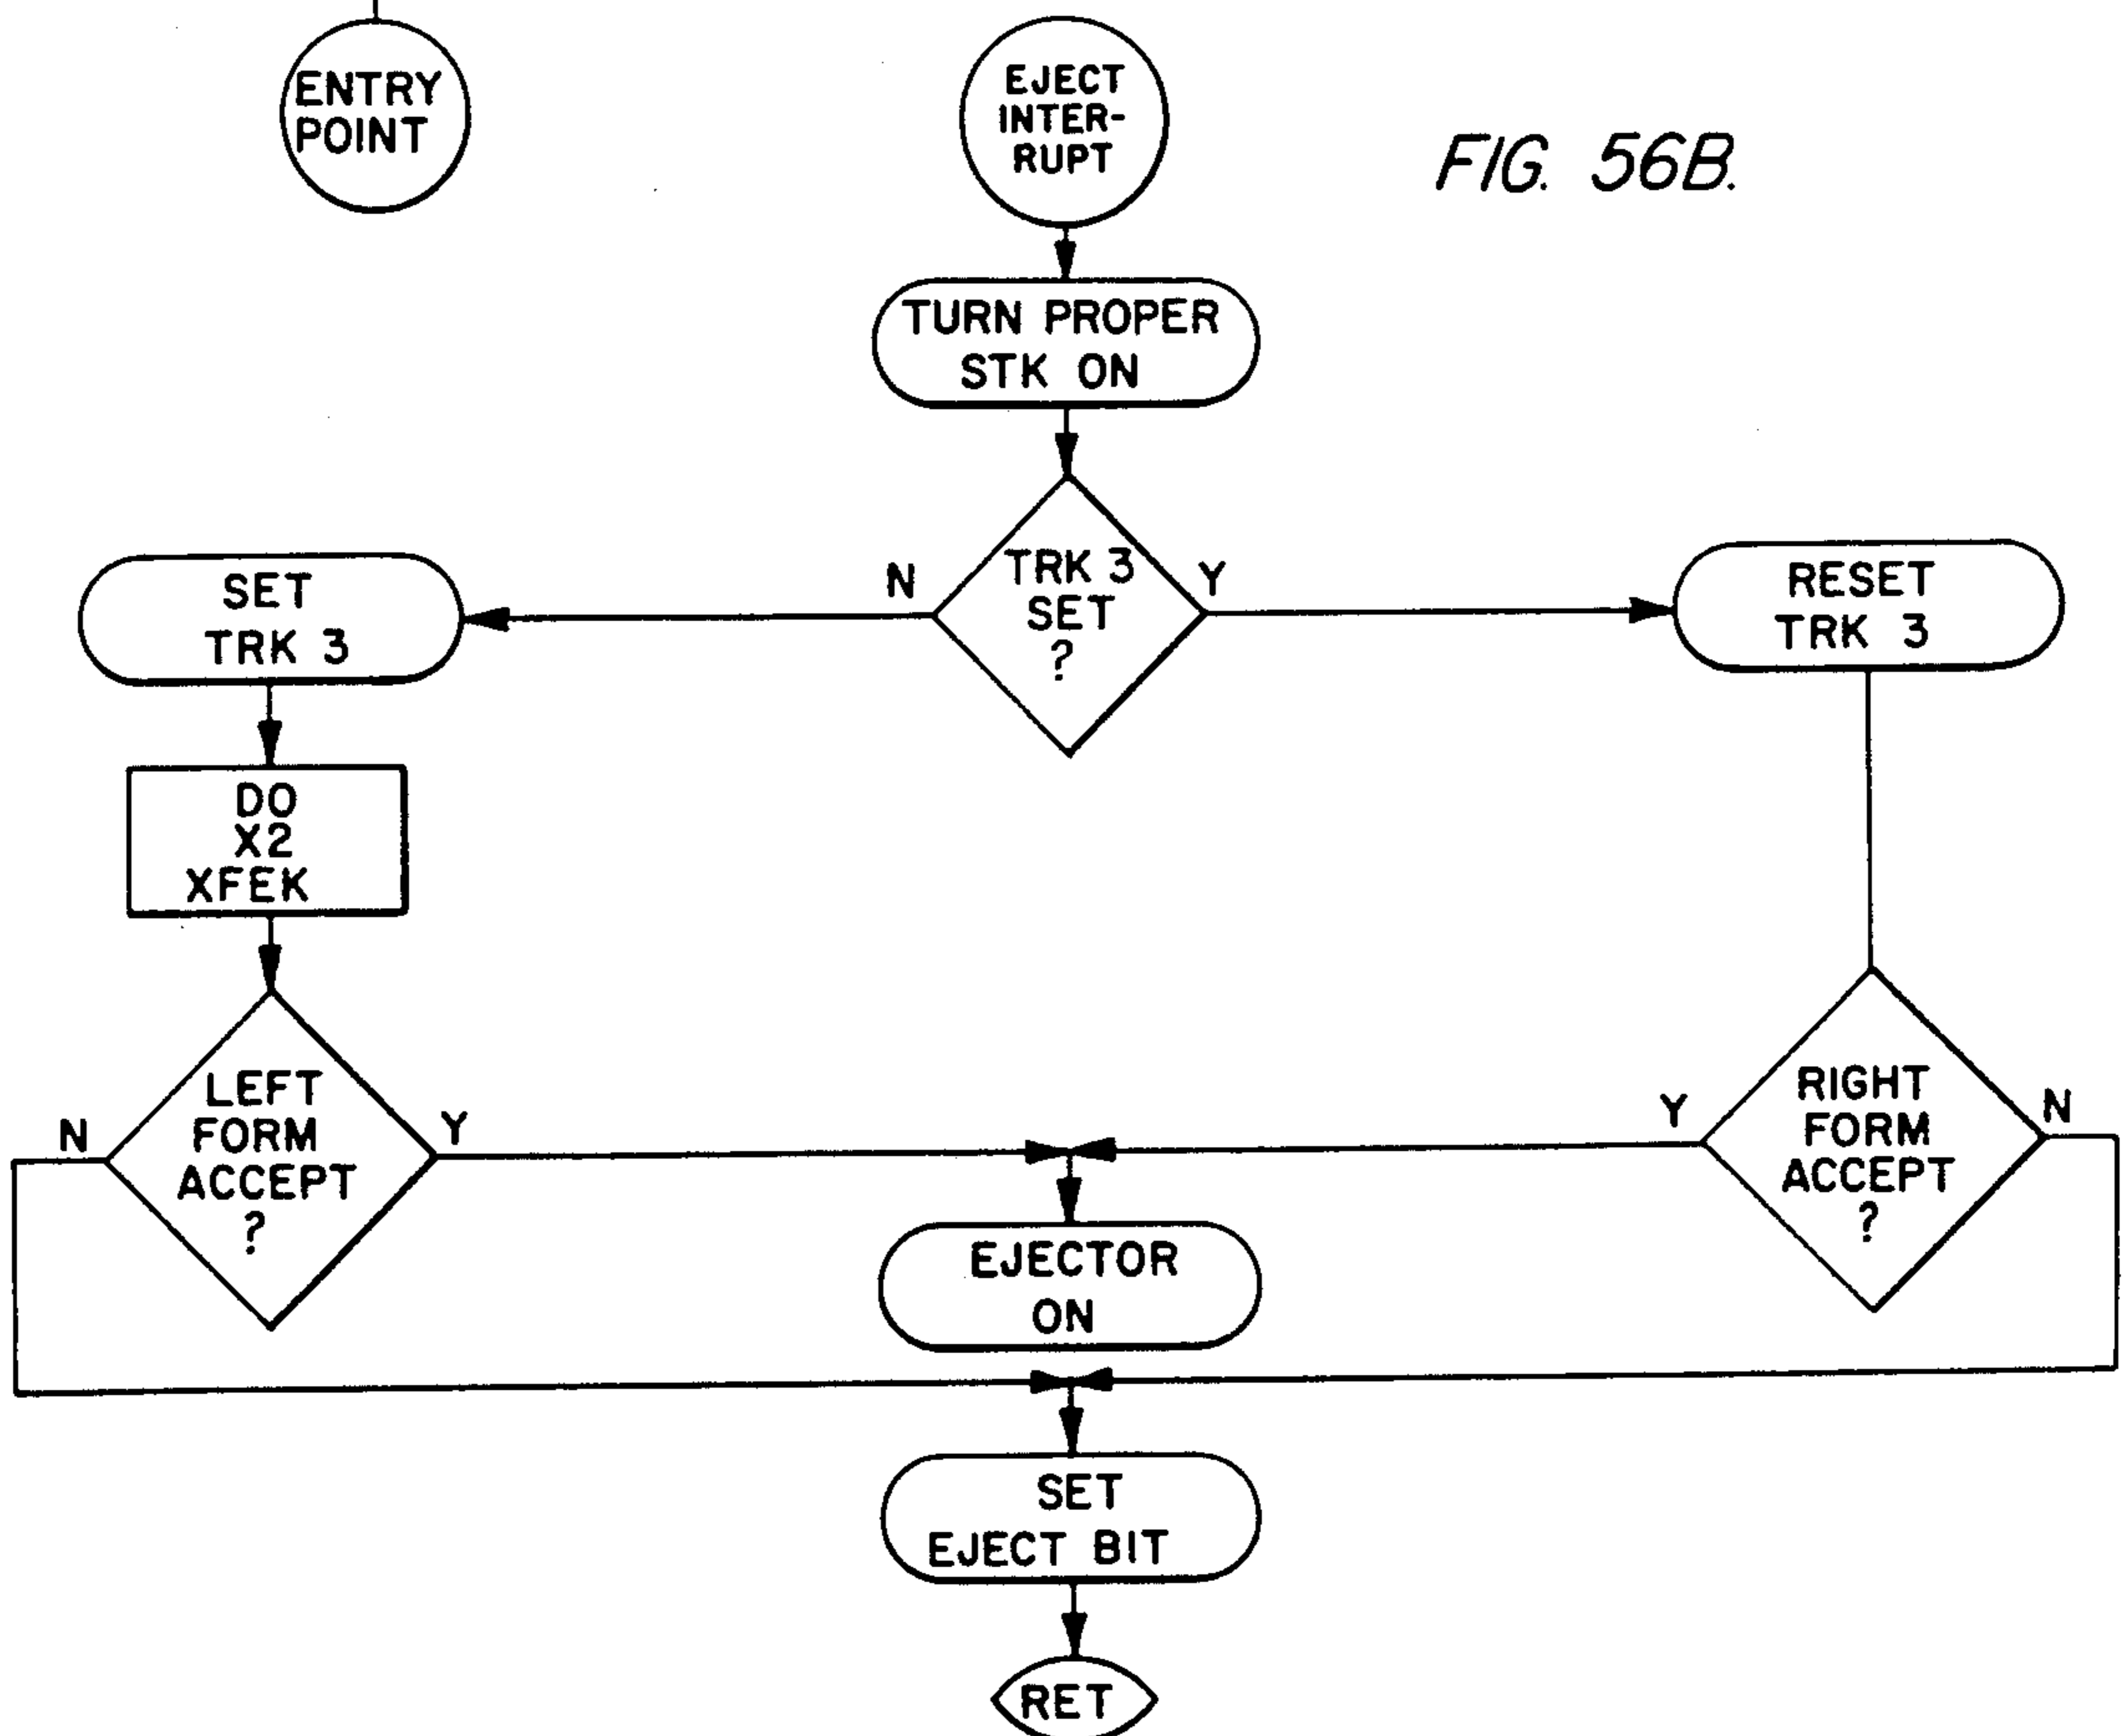 ENTRY
POINT
EJECT
INTER-
RUPT
FIG. 56B.
TURN PROPER
STK ON
TRK 3
SET
?
N
Y
SET
TRK 3
RESET
TRK 3
DO
X2
XFEK
LEFT
FORM
ACCEPT
?
N
Y
RIGHT
FORM
ACCEPT
?
Y
N
EJECTOR
ON
SET
EJECT BIT
RET